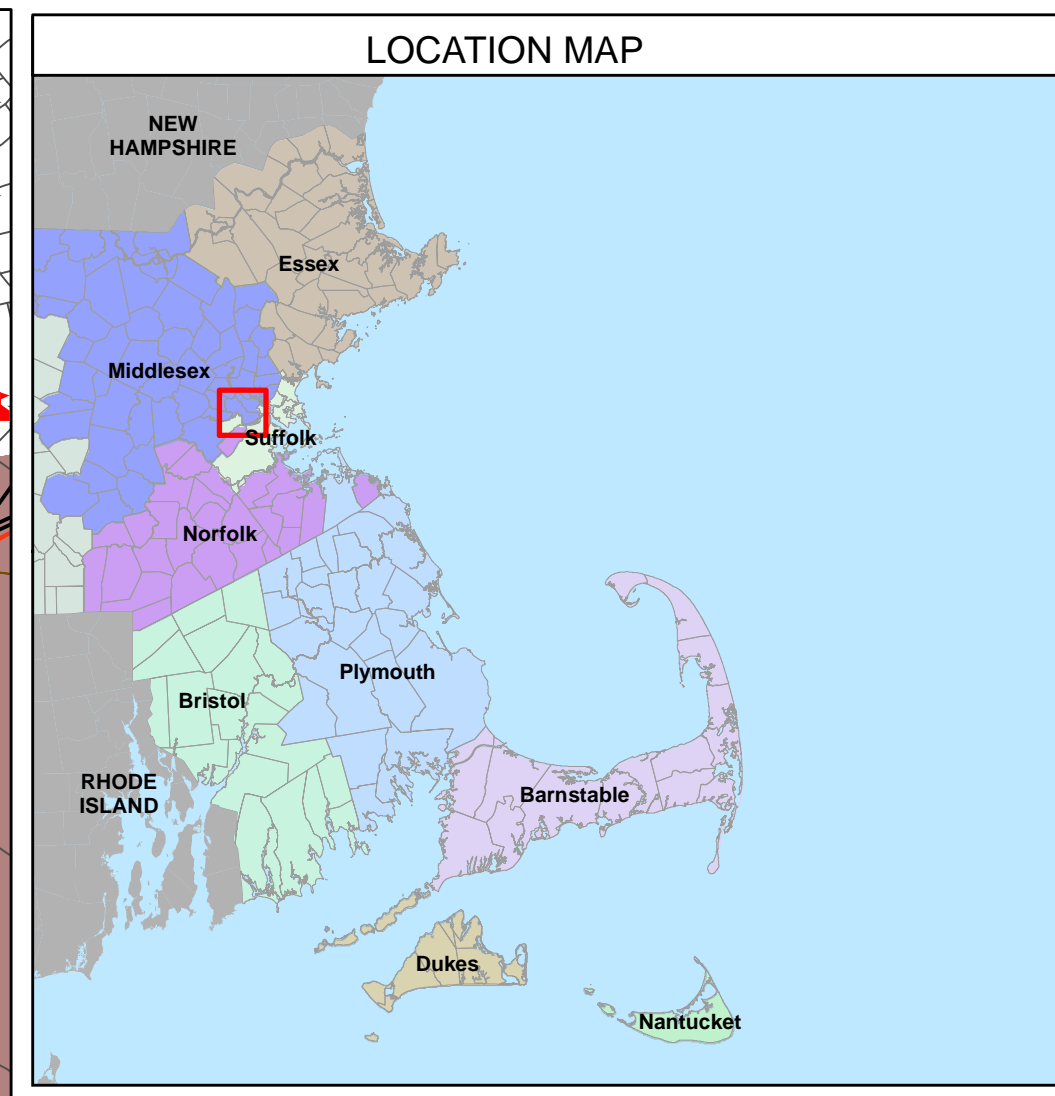 LOCATION MAP
NEW
HAMPSHIRE
Essex
Middlesex
Suffolk
Norfolk
Plymouth
Bristol
RHODE
ISLAND
Barnstable
Dukes
Nantucket